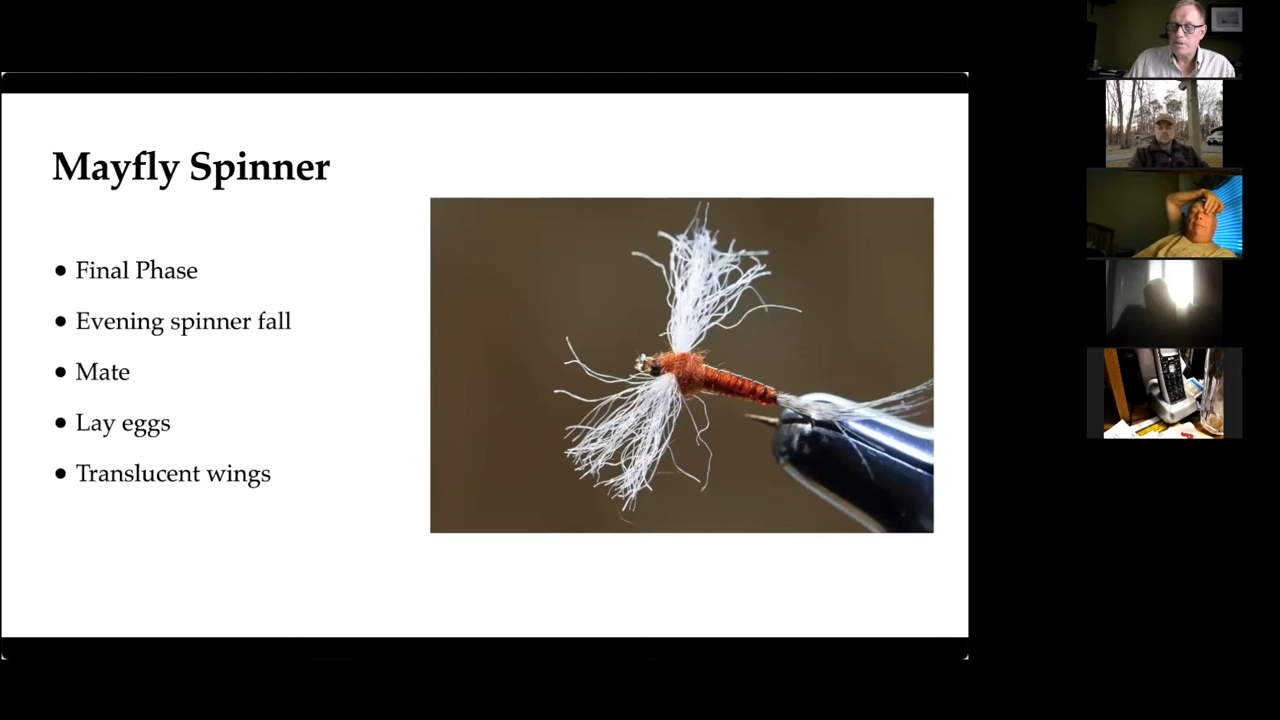 Mayfly Spinner
● Final Phase
● Evening spinner fall
● Mate
● Lay eggs
● Translucent wings